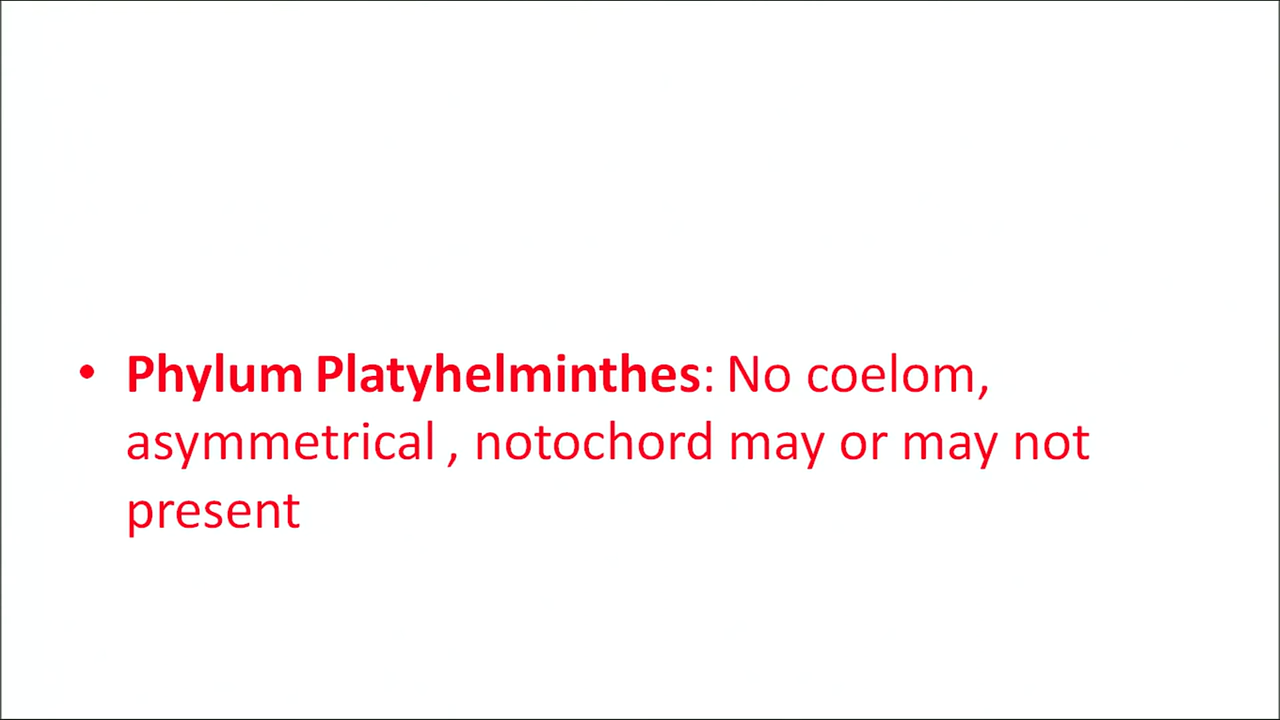 • Phylum Platyhelminthes: No coelom,
asymmetrical , notochord may or may not
present